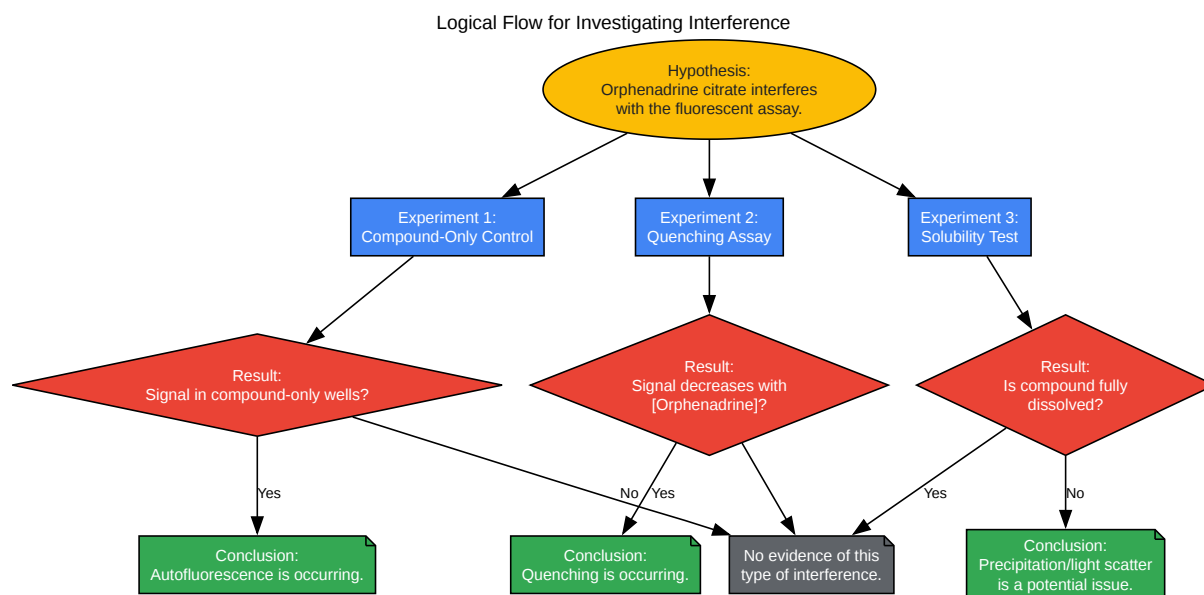 Logical Flow for Investigating Interference
Hypothesis:
Orphenadrine citrate interferes
with the fluorescent assay.
Experiment 1:
Compound-Only Control
Experiment 2:
Quenching Assay
Experiment 3:
Solubility Test
Result:
Signal in compound-only wells?
Result:
Signal decreases with
[Orphenadrine]?
Result:
Is compound fully
dissolved?
Yes
No
Yes
Yes
No
Conclusion:
Autofluorescence is occurring.
Conclusion:
Quenching is occurring.
No evidence of this
type of interference.
Conclusion:
Precipitation/light scatter
is a potential issue.